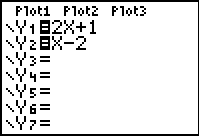 Plot1 Plot2 Plot3
\Y1=2X+1
\Y2=X-2
\Y3=
\Y4=
\Y5=
\Y6=
\Y7=